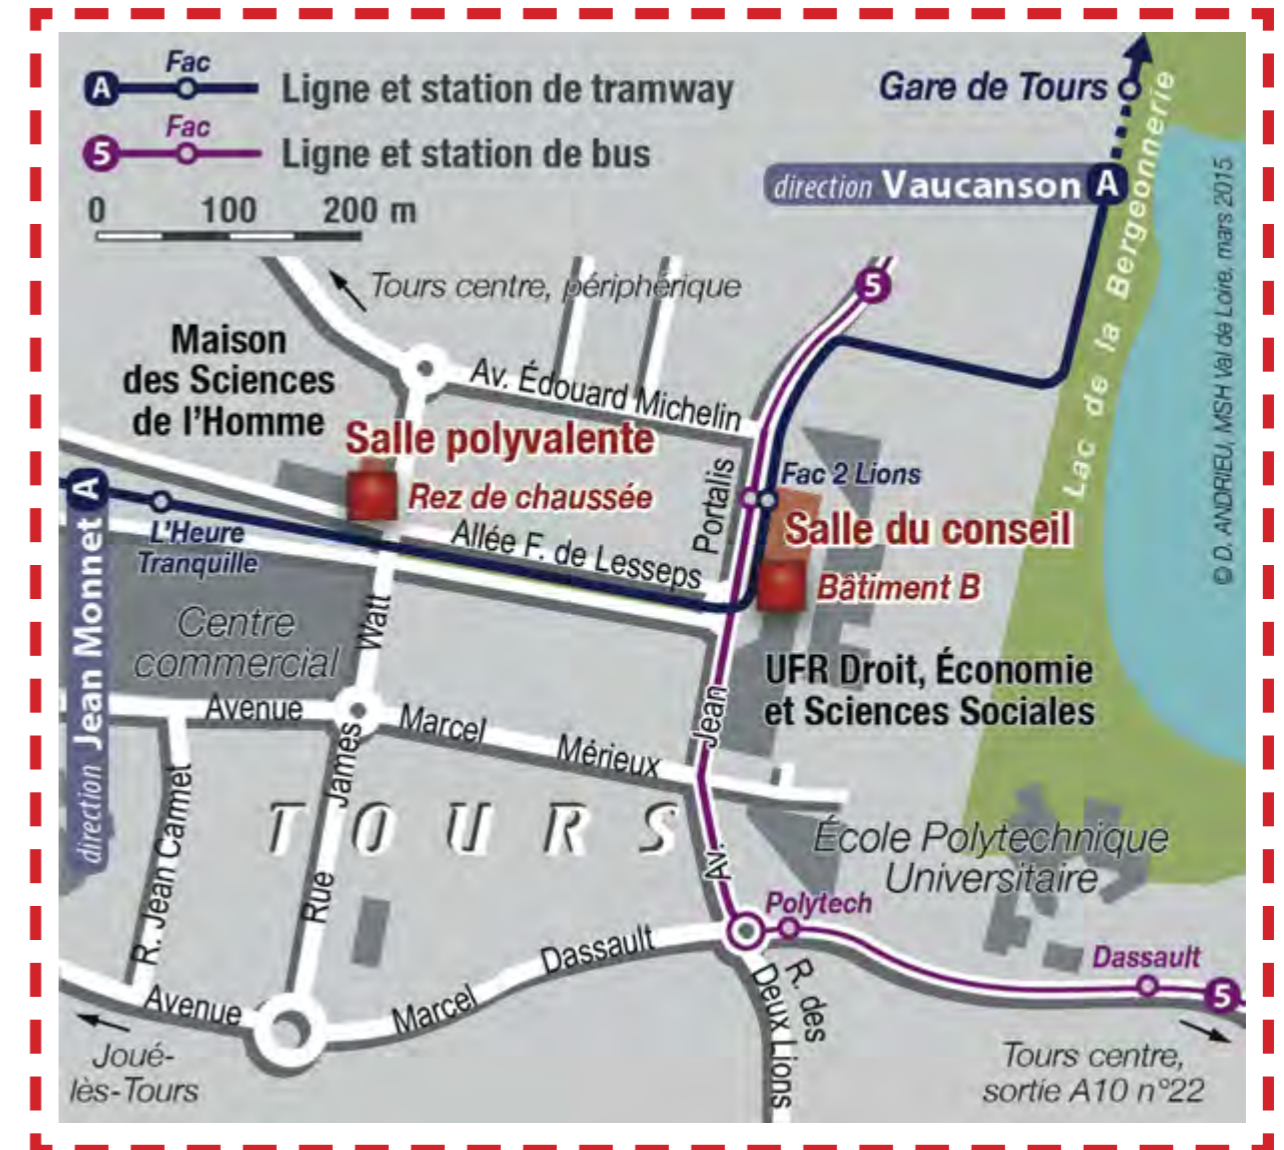 Fac
A
Ligne et station de tramway
Fac
5
Ligne et station de bus
0 100 200 m
Gare de Tours
direction Vaucanson A
Lac de la Bergeonnerie
© D. ANDRIEU, MSH Val de Loire, mars 2015
5
Tours centre, périphérique
Maison
des Sciences
de l'Homme
Av. Édouard Michelin
Salle polyvalente
Rez de chaussée
Fac 2 Lions
Salle du conseil
Bâtiment B
A
direction Jean Monnet
L'Heure
Tranquille
Allée F. de Lesseps
Av. Jean Portalis
Centre
commercial
Rue James Watt
UFR Droit, Économie
et Sciences Sociales
Avenue Marcel Mérieux
R. Jean Carmet
TOURS
École Polytechnique
Universitaire
Polytech
Dassault
5
Avenue Marcel Dassault
R. des
Deux Lions
Joué-
lès-Tours
Tours centre,
sortie A10 n°22